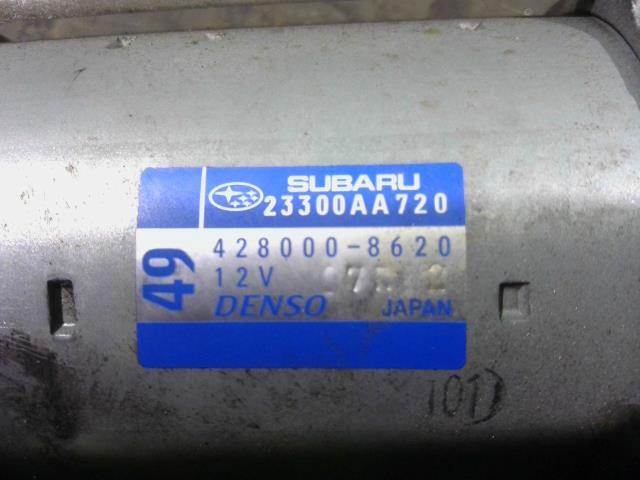 SUBARU
23300AA720
49
428000-8620
12V
DENSO JAPAN
101